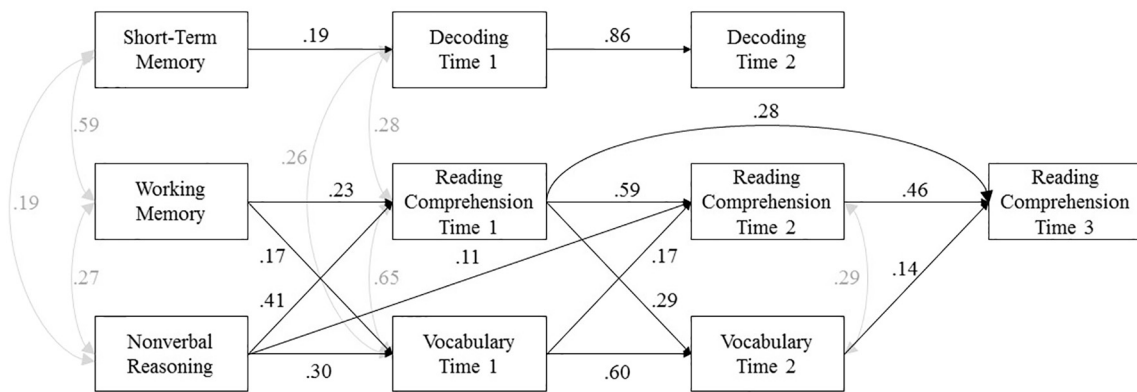 Short-Term
Memory
.19
Decoding
Time 1
.86
Decoding
Time 2
.59
.28
.26
.28
.19
Working
Memory
.23
Reading
Comprehension
Time 1
.59
Reading
Comprehension
Time 2
.46
Reading
Comprehension
Time 3
.27
.17
.41
.65
.11
.17
.29
.29
.14
Nonverbal
Reasoning
.30
Vocabulary
Time 1
.60
Vocabulary
Time 2